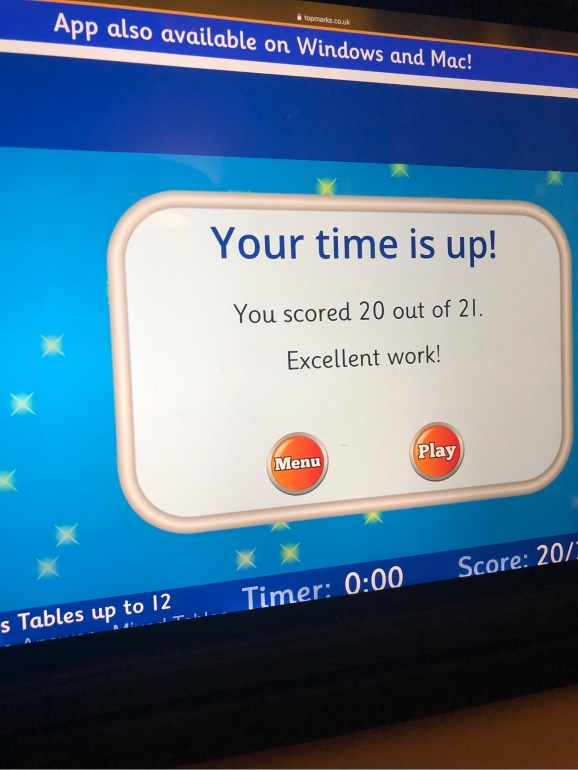 topmarks.co.uk
App also available on Windows and Mac!
Your time is up!
You scored 20 out of 21.
Excellent work!
Menu
Play
s Tables up to 12
Timer: 0:00
Score: 20/